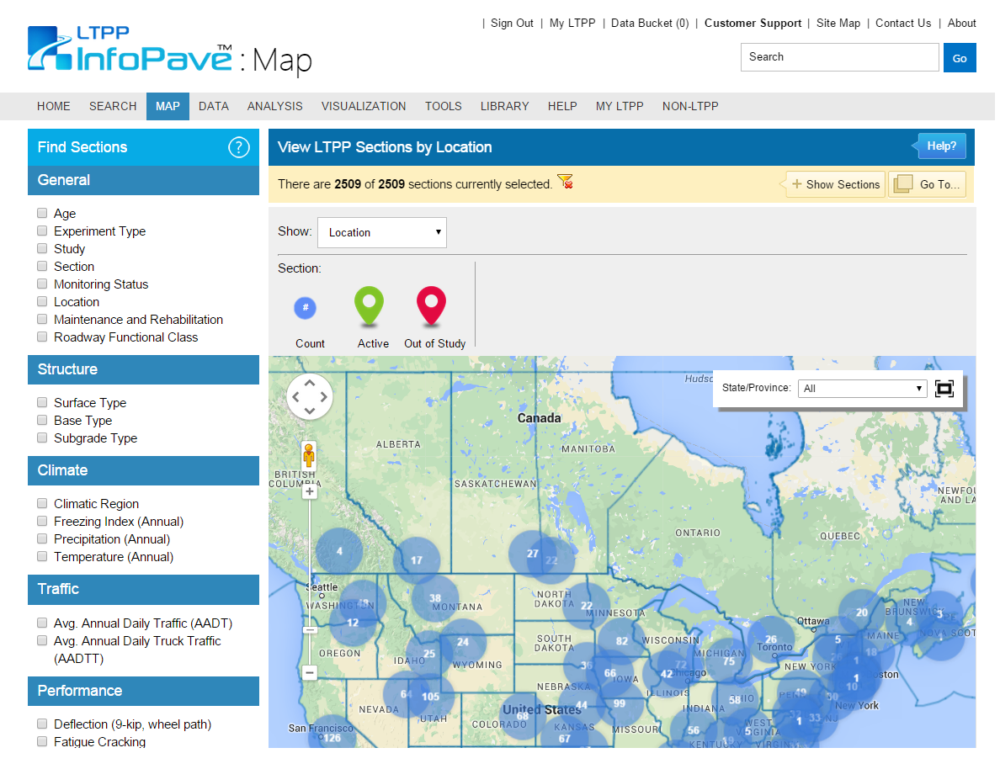 | Sign Out | My LTPP | Data Bucket (0) | Customer Support | Site Map | Contact Us | About
LTPP
InfoPave™ : Map
Search
Go
HOME SEARCH MAP DATA ANALYSIS VISUALIZATION TOOLS LIBRARY HELP MY LTPP NON-LTPP
Find Sections ?
General
Age
Experiment Type
Study
Section
Monitoring Status
Location
Maintenance and Rehabilitation
Roadway Functional Class
Structure
Surface Type
Base Type
Subgrade Type
Climate
Climatic Region
Freezing Index (Annual)
Precipitation (Annual)
Temperature (Annual)
Traffic
Avg. Annual Daily Traffic (AADT)
Avg. Annual Daily Truck Traffic
(AADTT)
Performance
Deflection (9-kip, wheel path)
Fatigue Cracking
View LTPP Sections by Location
Help?
There are 2509 of 2509 sections currently selected.
+ Show Sections
Go To...
Show: Location
Section:
#
Count Active Out of Study
Hudso
State/Province: All
Canada
ALBERTA
MANITOBA
BRITISH
COLUMBIA
SASKATCHEWAN
NEWFOU
AND LA
ONTARIO
QUEBEC
4
17
27
22
Seattle
WASHINGTON
38
MONTANA
NORTH
DAKOTA
22
MINNESOTA
20
NEW
BRUNSWICK
3
PE
4
NOVA SCOT
Ottawa
12
OREGON
24
SOUTH
DAKOTA
82
WISCONSIN
26
Toronto
5
MAINE
18
IDAHO
25
WYOMING
36
66
IOWA
MICHIGAN
75
72
42
Chicago
NEW YORK
1
1
10
oston
NEBRASKA
ILLINOIS
64
105
NEVADA
UTAH
United States
44
99
INDIANA
58
OHIO
PEN
49
50
New York
NJ
68
COLORADO
KANSAS
67
MISSOURI
56
WEST
VIRGINIA
5
1
33
San Francisco
126
KENTUCKY
19
VIRGIN